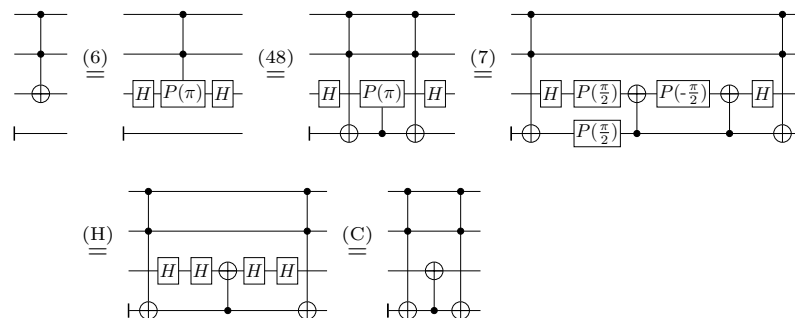 (6) (48) (7)
= = =
H P(π) H H P(π) H H P(π/2) P(-π/2) H
P(π/2)
(H) (C)
= =
H H H H